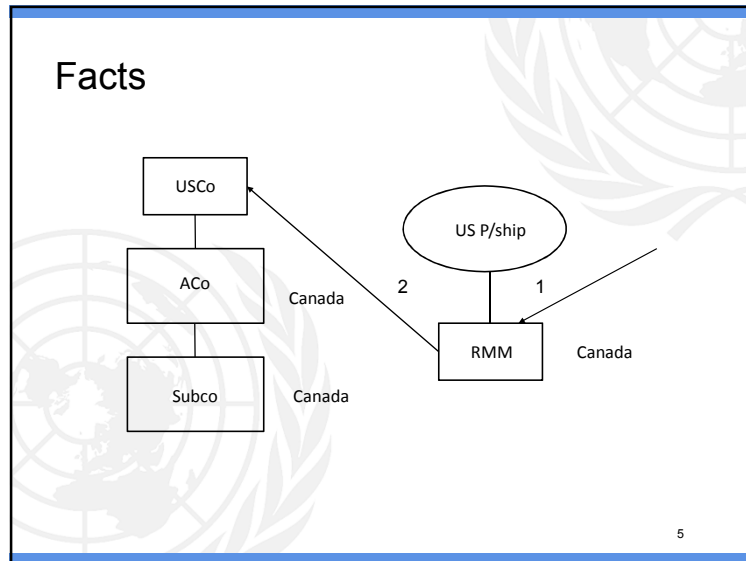 Facts
USCo
US P/ship
ACo
Canada
2
1
RMM
Canada
Subco
Canada
5